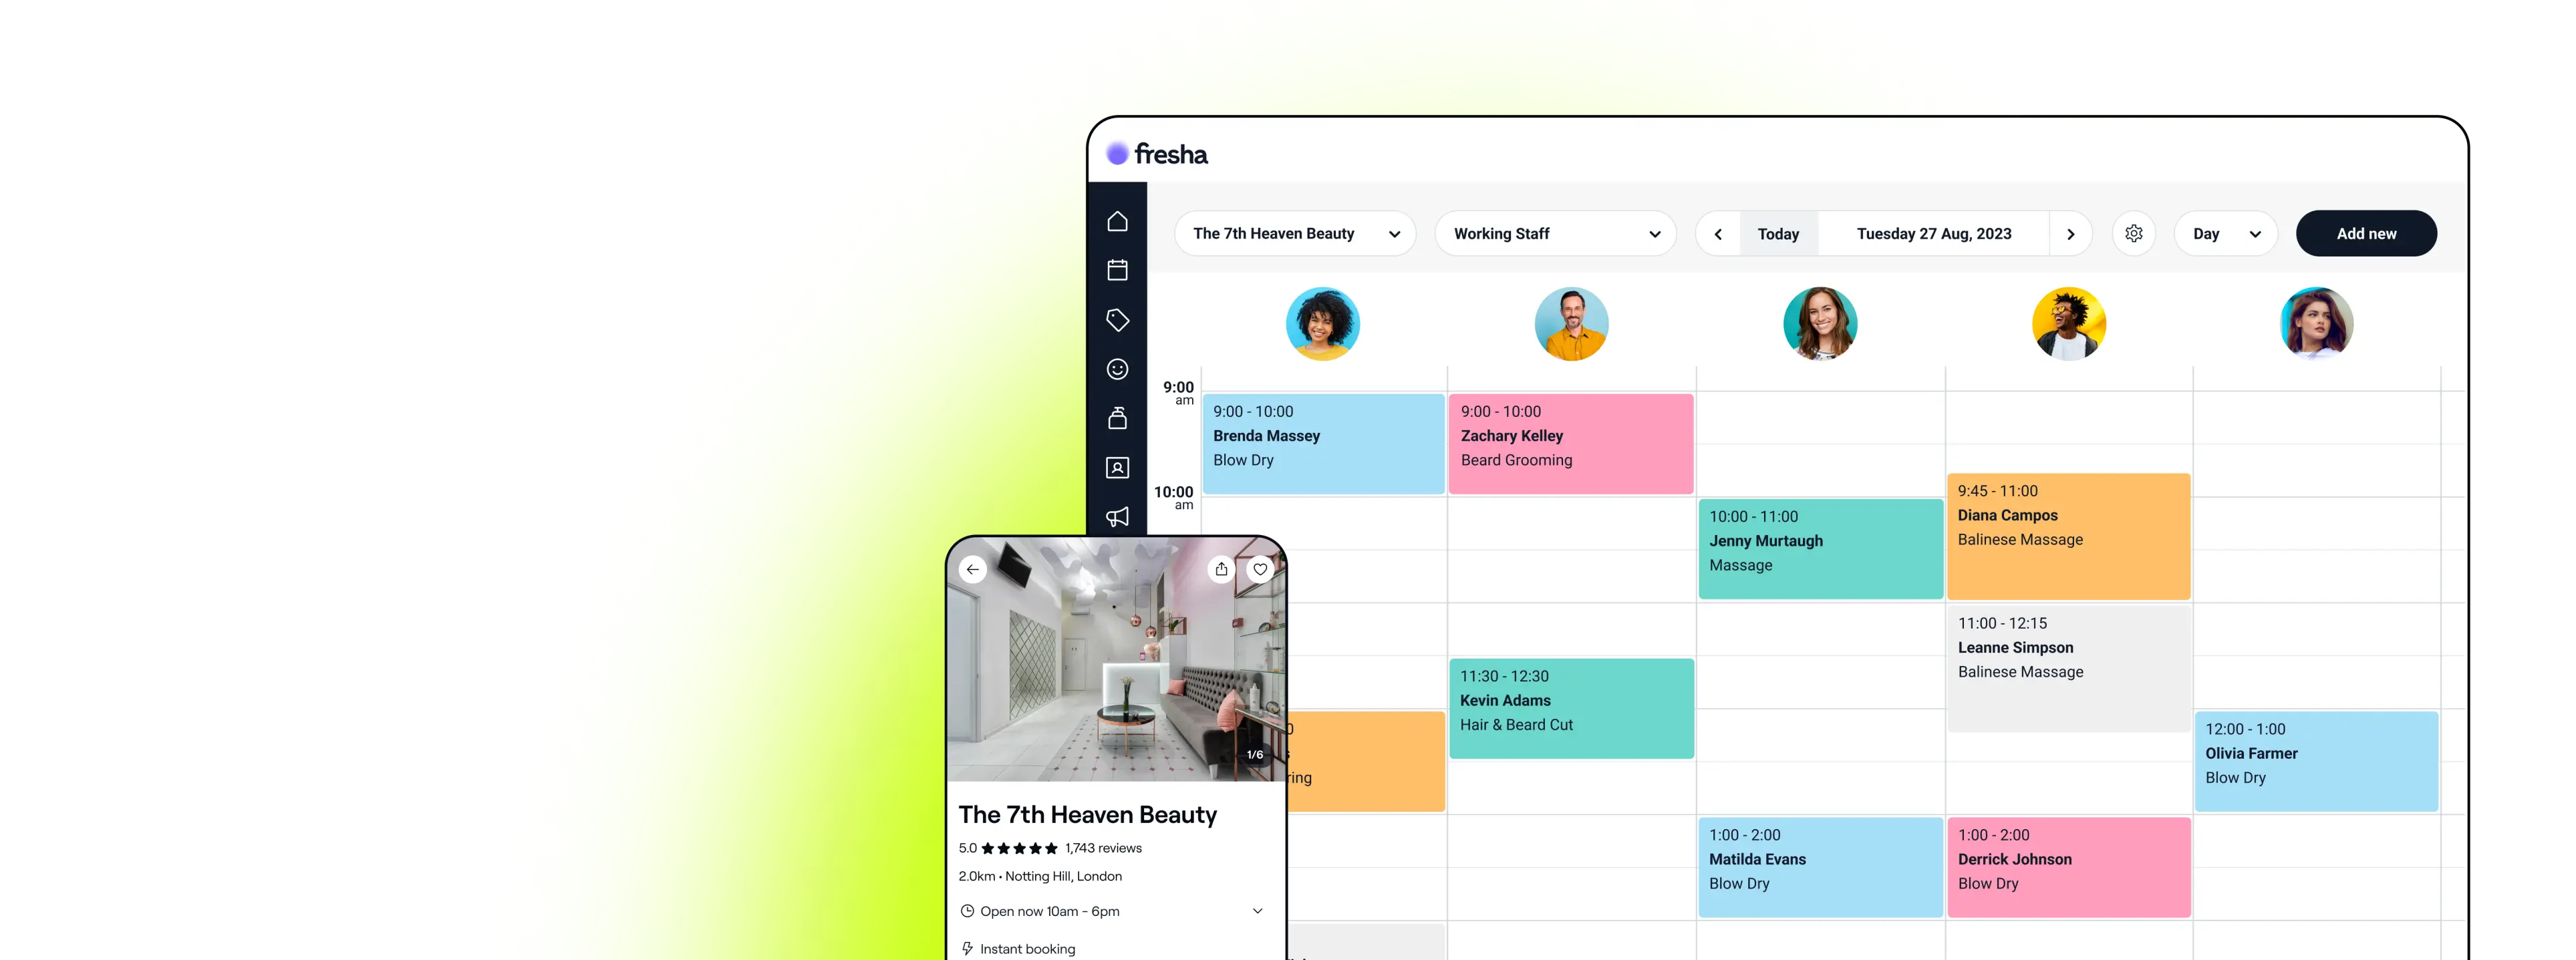 fresha
The 7th Heaven Beauty
Working Staff
Today
Tuesday 27 Aug, 2023
Day
Add new
9:00
am
10:00
am
9:00 - 10:00
Brenda Massey
Blow Dry
9:00 - 10:00
Zachary Kelley
Beard Grooming
11:30 - 12:30
Kevin Adams
Hair & Beard Cut
10:00 - 11:00
Jenny Murtaugh
Massage
1:00 - 2:00
Matilda Evans
Blow Dry
9:45 - 11:00
Diana Campos
Balinese Massage
11:00 - 12:15
Leanne Simpson
Balinese Massage
1:00 - 2:00
Derrick Johnson
Blow Dry
12:00 - 1:00
Olivia Farmer
Blow Dry
1/6
The 7th Heaven Beauty
5.0 ★★★★★ 1,743 reviews
2.0km • Notting Hill, London
Open now 10am - 6pm
Instant booking